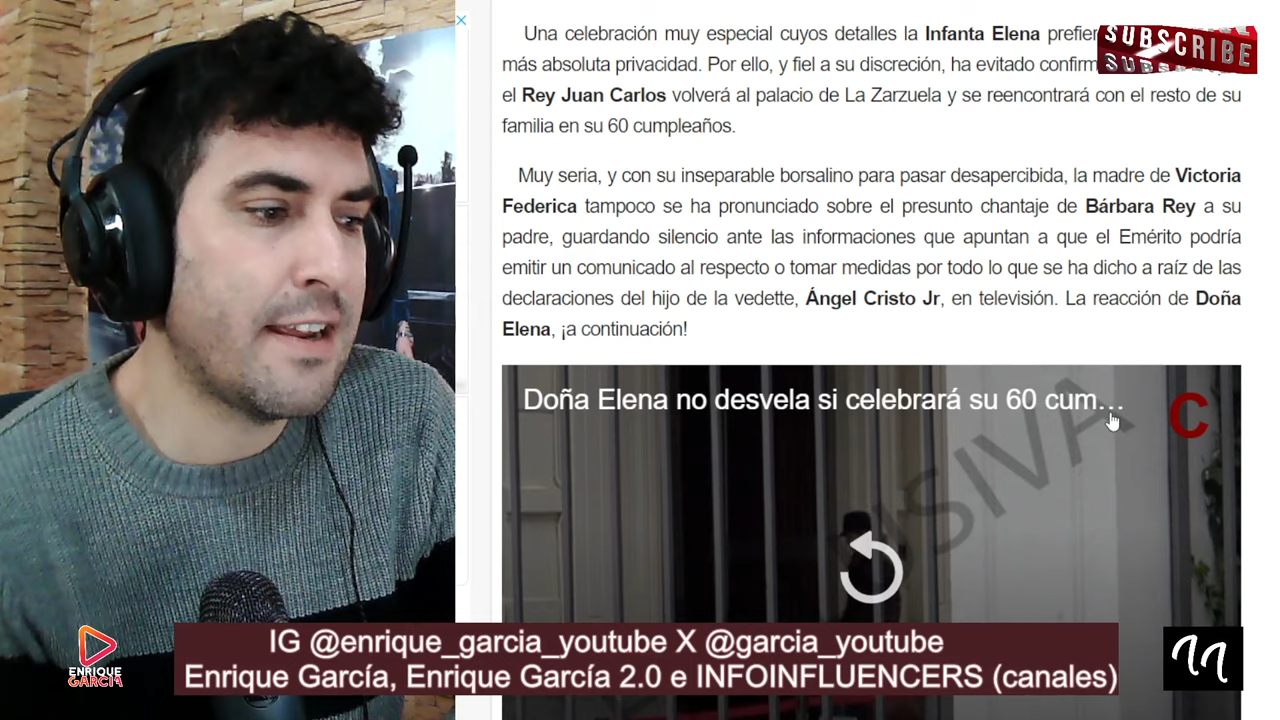 Una celebración muy especial cuyos detalles la Infanta Elena
más absoluta privacidad. Por ello, y fiel a su discreción, ha evitado
el Rey Juan Carlos volverá al palacio de La Zarzuela y se reencontrará con el resto de su
familia en su 60 cumpleaños.
Muy seria, y con su inseparable borsalino para pasar desapercibida, la madre de Victoria
Federica tampoco se ha pronunciado sobre el presunto chantaje de Bárbara Rey a su
padre, guardando silencio ante las informaciones que apuntan a que el Emérito podría
emitir un comunicado al respecto o tomar medidas por todo lo que se ha dicho a raíz de las
declaraciones del hijo de la vedette, Ángel Cristo Jr, en televisión. La reacción de Doña
Elena, ¡a continuación!
SUBSCRIBE
Doña Elena no desvela si celebrará su 60 cum...
C
IG @enrique_garcia_youtube X @garcia_youtube
Enrique García, Enrique García 2.0 e INFOINFLUENCERS (canales)
ENRIQUE
GARCÍA